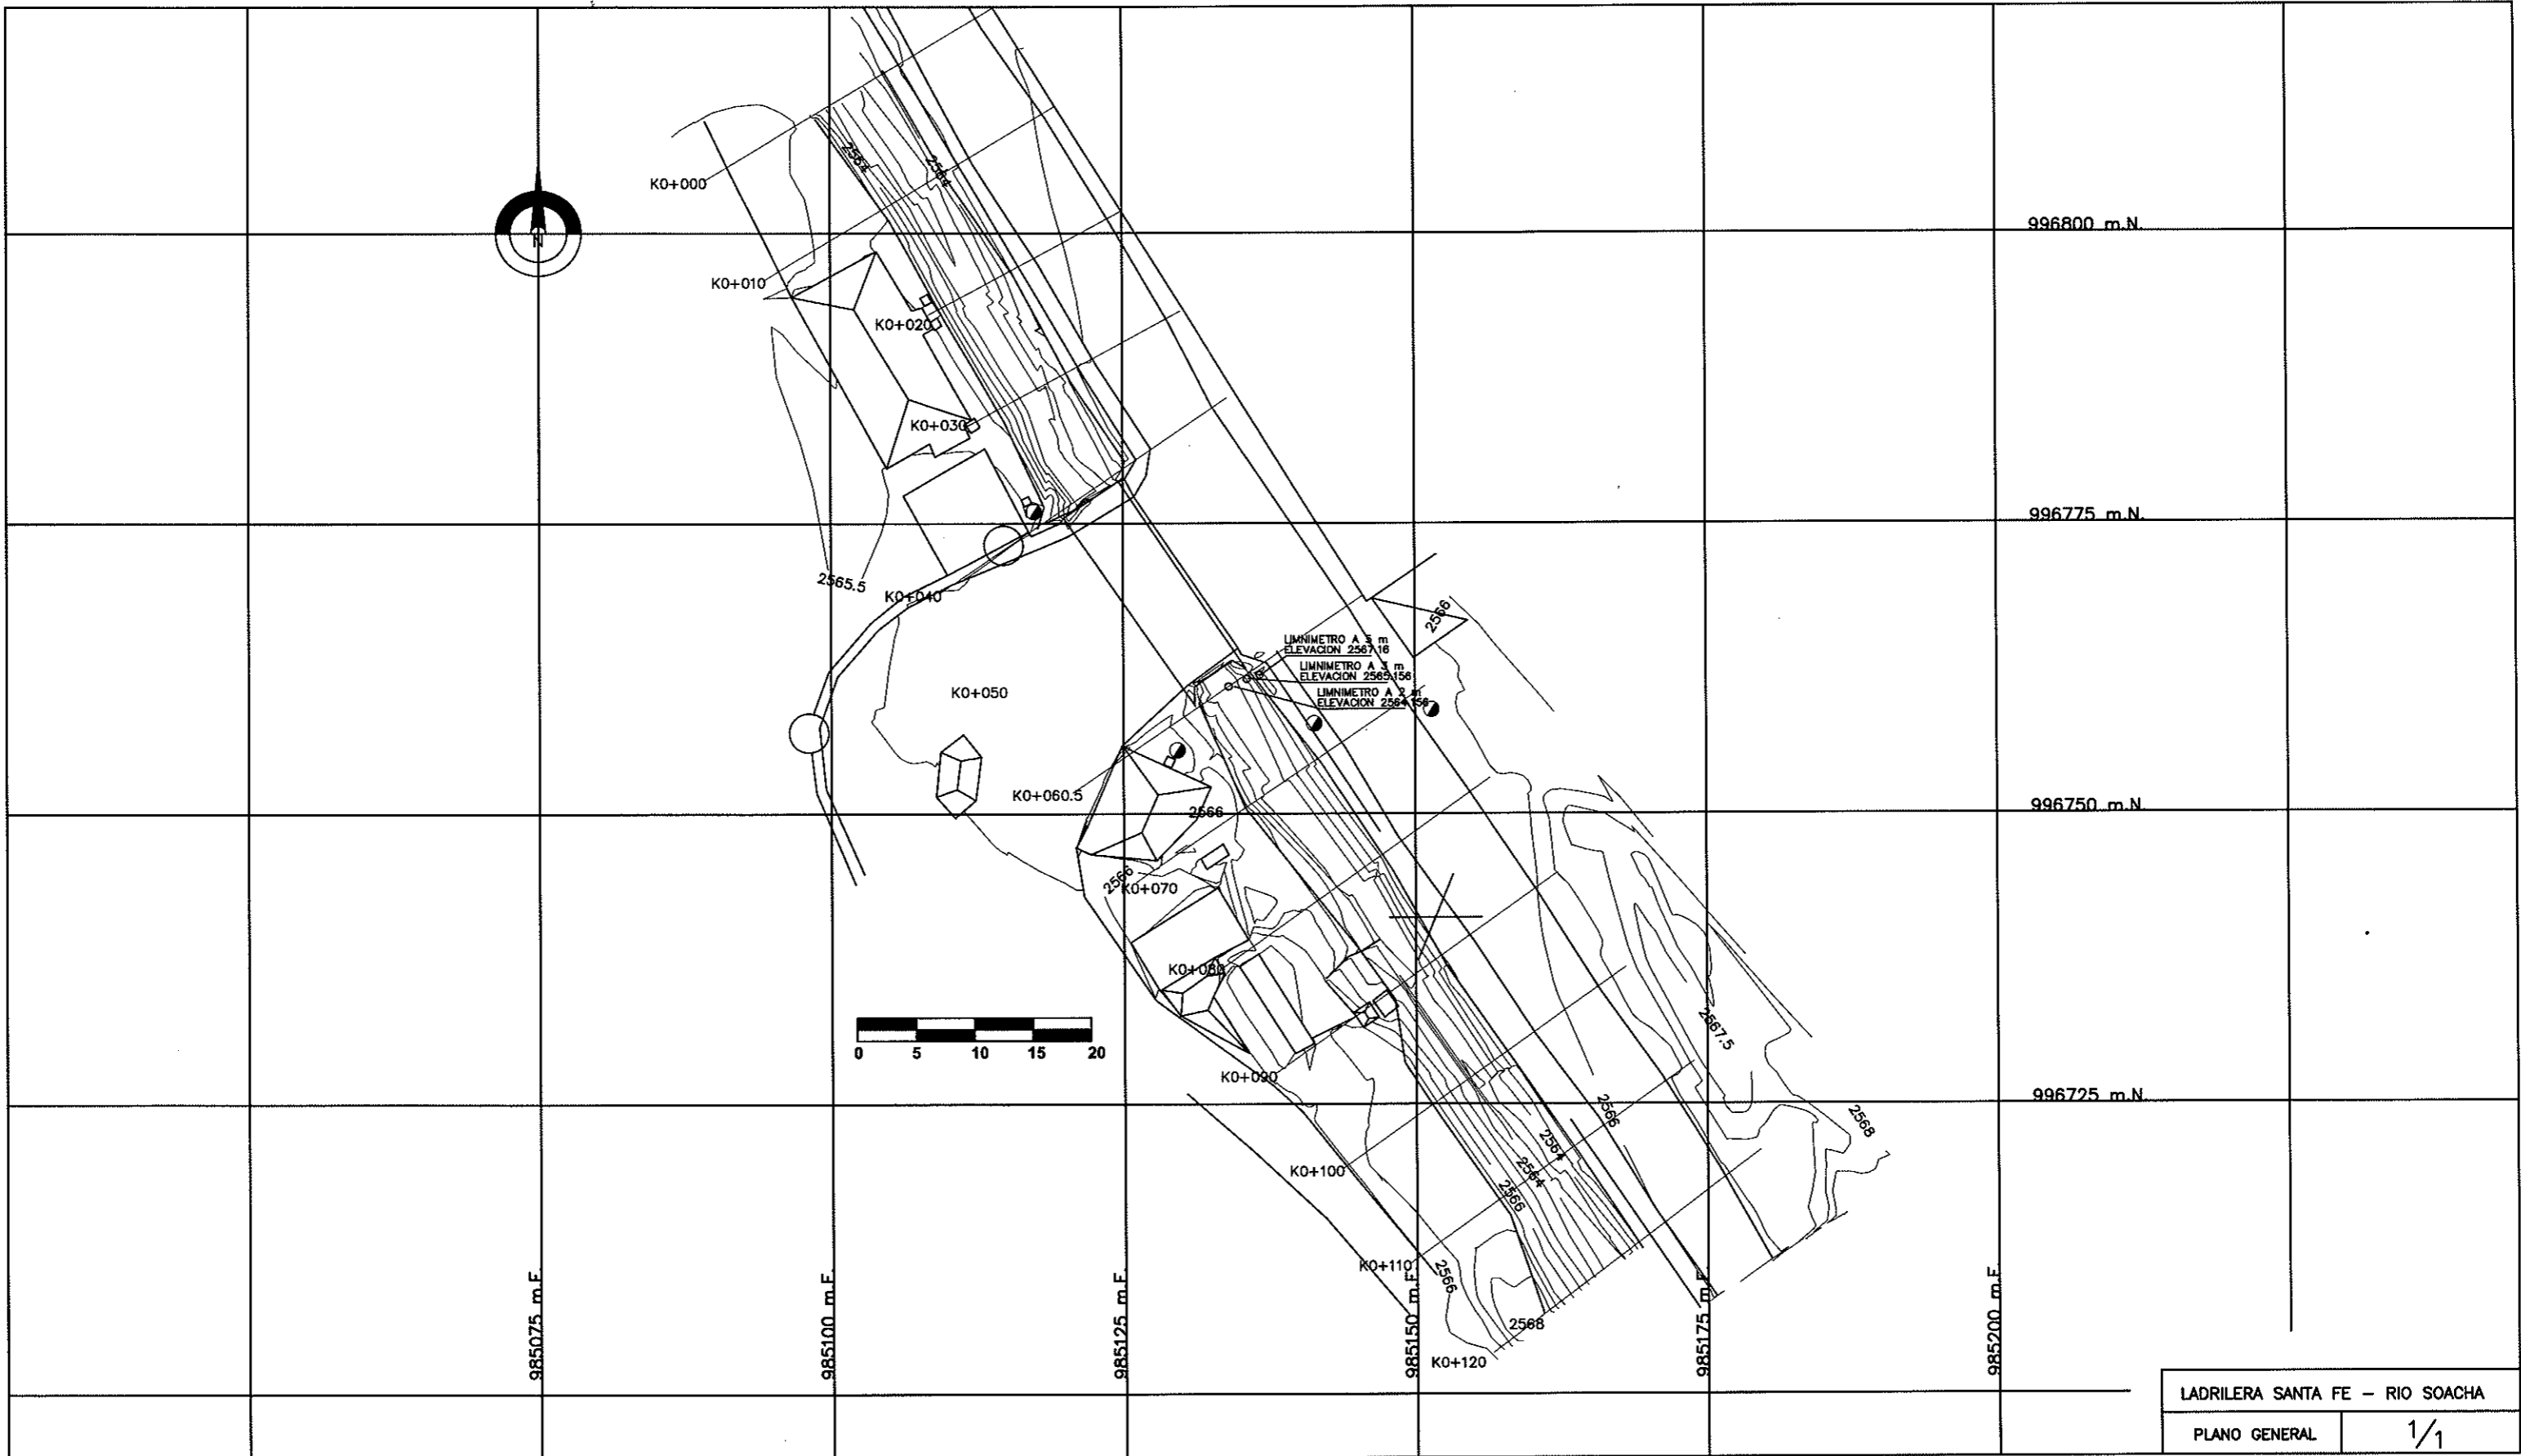 K0+000
2564
2564
N
996800 m.N.
K0+010
K0+020
K0+030
996775 m.N.
2565.5
K0+040
2566
LIMNIMETRO A 5 m
ELEVACION 2567.16
LIMNIMETRO A 3 m
ELEVACION 2565.156
LIMNIMETRO A 2 m
ELEVACION 2564.156
K0+050
K0+060.5
2566
996750 m.N.
2566
K0+070
K0+080
2567.5
0 5 10 15 20
K0+090
996725 m.N.
2566
2568
2564
2564
2566
K0+100
K0+110
2566
2568
K0+120
985075 m.E.
985100 m.E.
985125 m.E.
985150 m.E.
985175 m.E.
985200 m.E.
LADRILERA SANTA FE – RIO SOACHA
PLANO GENERAL 1/1